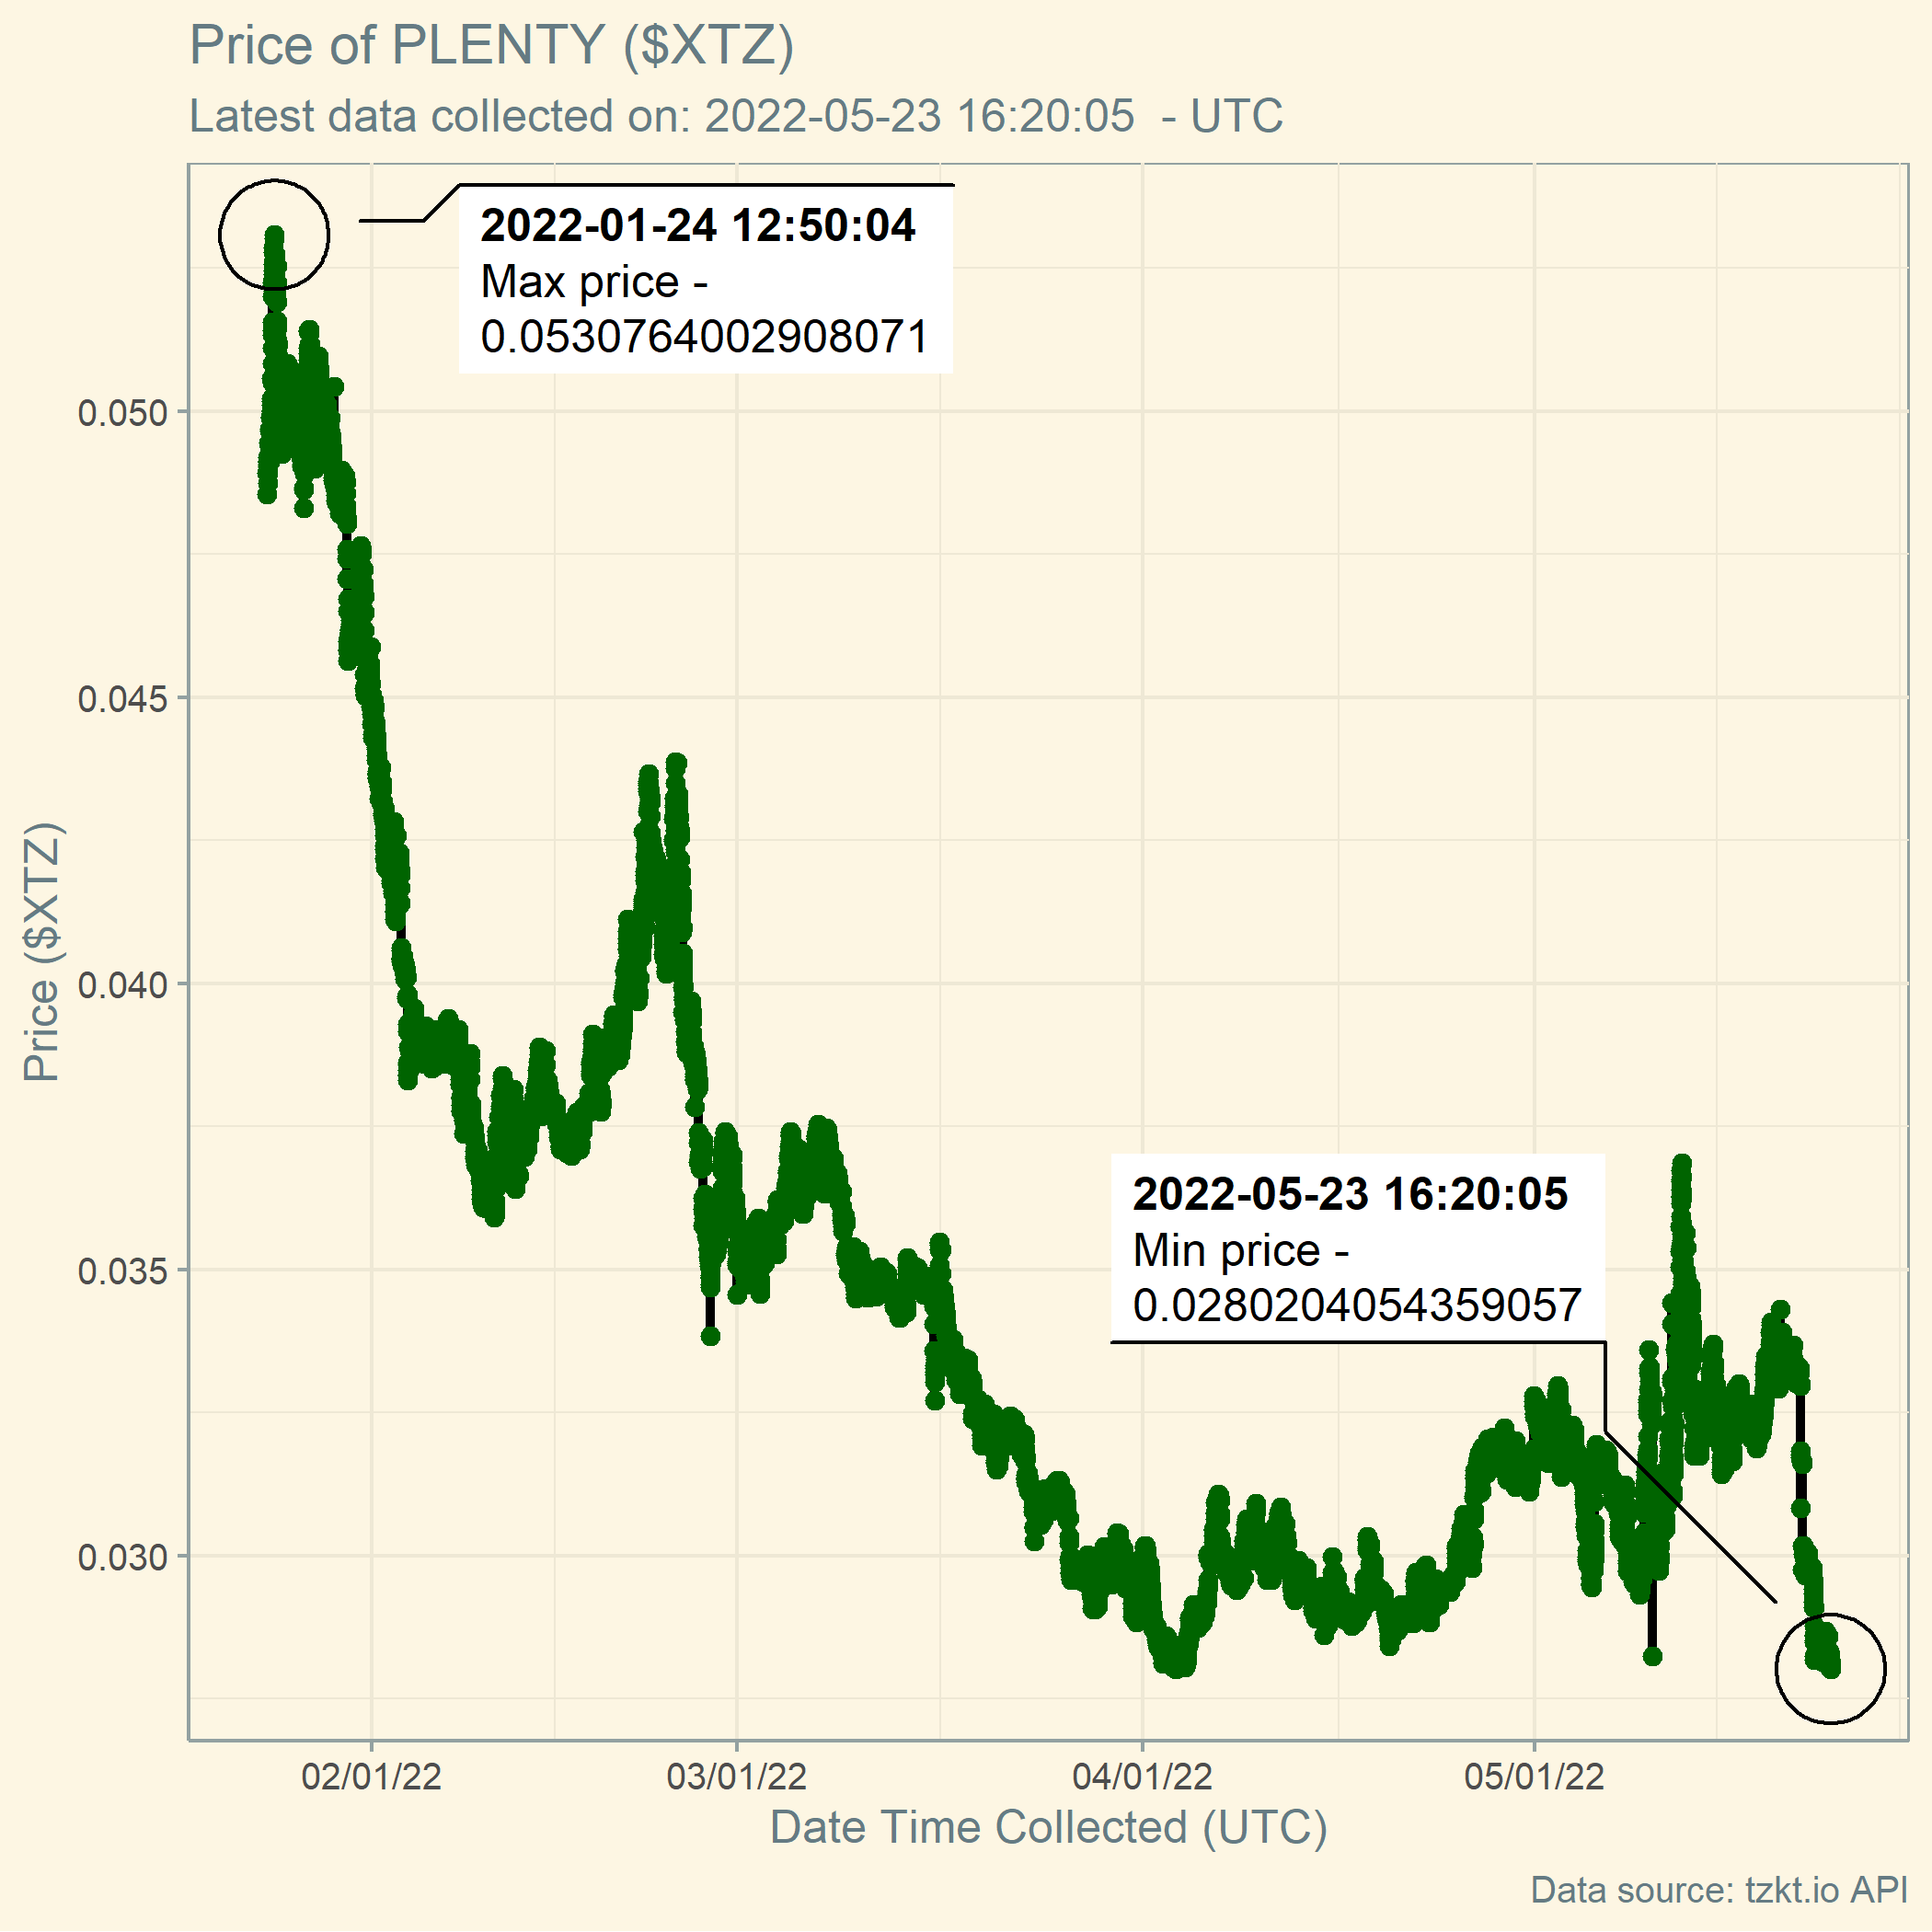 Price of PLENTY ($XTZ)
Latest data collected on: 2022-05-23 16:20:05  - UTC
2022-01-24 12:50:04
Max price -
0.0530764002908071
0.050
0.045
0.040
0.035
0.030
Price ($XTZ)
2022-05-23 16:20:05
Min price -
0.0280204054359057
02/01/22
03/01/22
04/01/22
05/01/22
Date Time Collected (UTC)
Data source: tzkt.io API